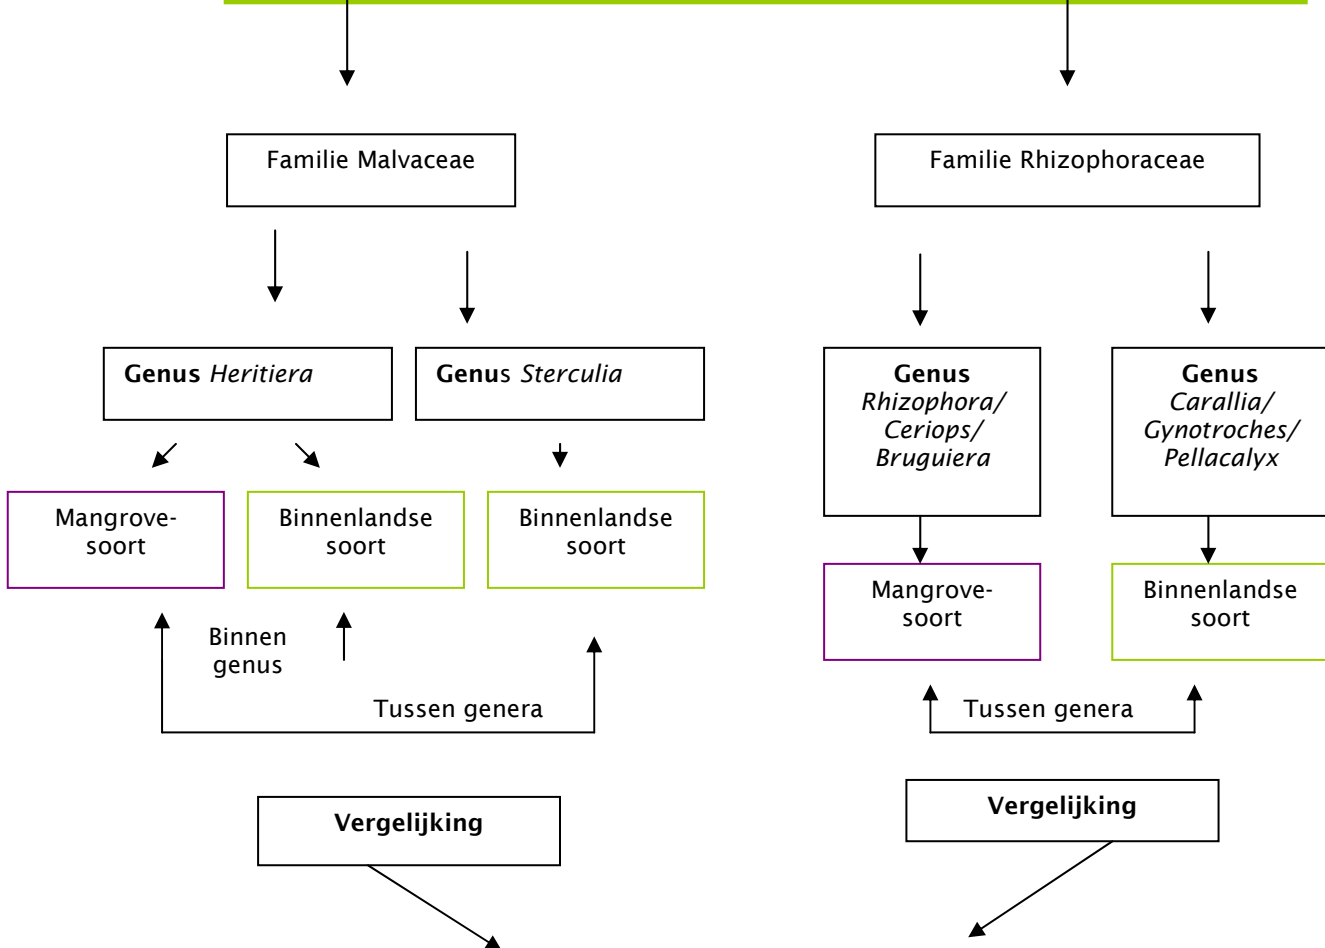 Familie Malvaceae
Familie Rhizophoraceae
Genus Heritiera
Genus Sterculia
Genus
Rhizophora/
Ceriops/
Bruguiera
Genus
Carallia/
Gynotroches/
Pellacalyx
Mangrove-
soort
Binnenlandse
soort
Binnenlandse
soort
Mangrove-
soort
Binnenlandse
soort
Binnen
genus
Tussen genera
Tussen genera
Vergelijking
Vergelijking